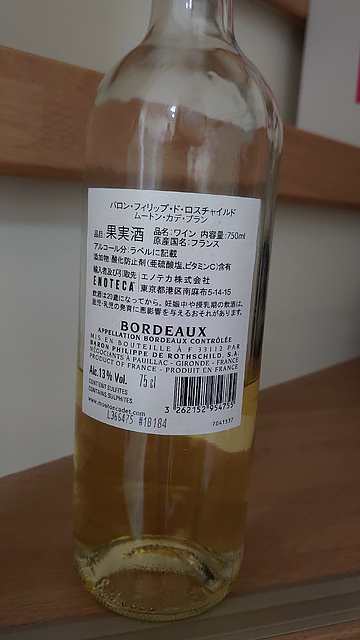 バロン・フィリップ・ド・ロスチャイルド
ムートン・カデ・ブラン
品目:果実酒 品名:ワイン 内容量:750ml
原産国名:フランス
アルコール分:ラベルに記載
添加物 酸化防止剤(亜硫酸塩,ビタミンC)含有
輸入者及び引取先 エノテカ株式会社
ENOTECA 東京都港区南麻布5-14-15
飲酒は20歳になってから。妊娠中や授乳期の飲酒は、
胎児・乳児の発育に悪影響を与えるおそれがあります。
BORDEAUX
APPELLATION BORDEAUX CONTRÔLÉE
MIS EN BOUTEILLE À F 33112 PAR
BARON PHILIPPE DE ROTHSCHILD, S.A.
NÉGOCIANTS À PAUILLAC - GIRONDE - FRANCE
PRODUCT OF FRANCE - PRODUIT EN FRANCE
Alc.13% Vol. 75 cl
CONTIENT SULFITES
CONTAINS SULPHITES
www.moutoncadet.com
L366475 #18184
3 262152 954755
7041537